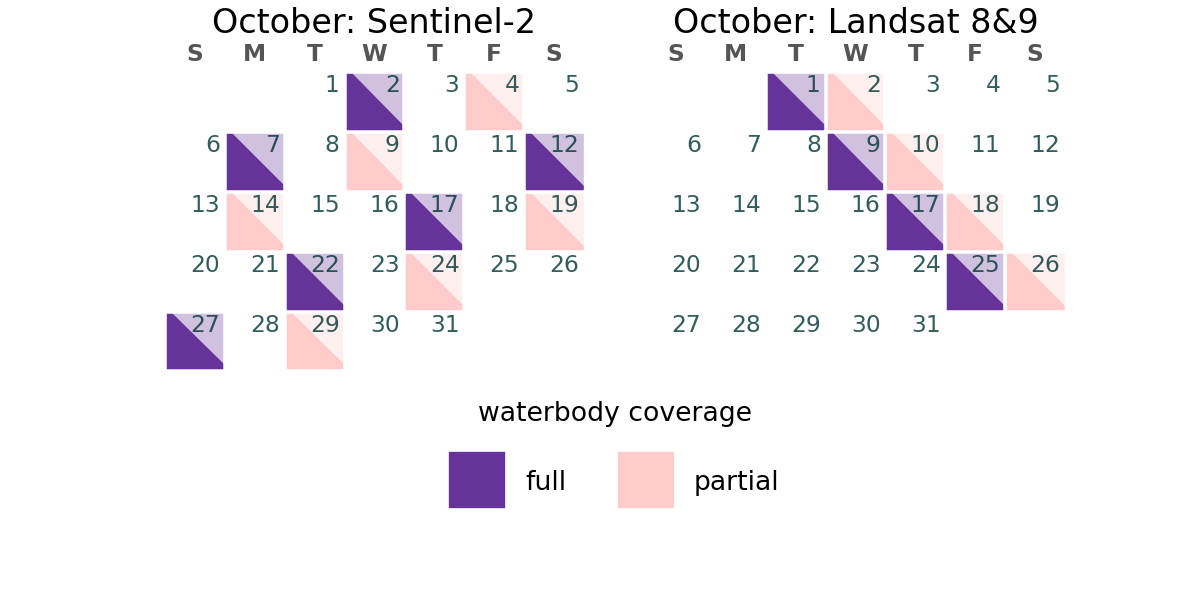 October: Sentinel-2
S M T W T F S
1 2 3 4 5
6 7 8 9 10 11 12
13 14 15 16 17 18 19
20 21 22 23 24 25 26
27 28 29 30 31
October: Landsat 8&9
S M T W T F S
1 2 3 4 5
6 7 8 9 10 11 12
13 14 15 16 17 18 19
20 21 22 23 24 25 26
27 28 29 30 31
waterbody coverage
full partial